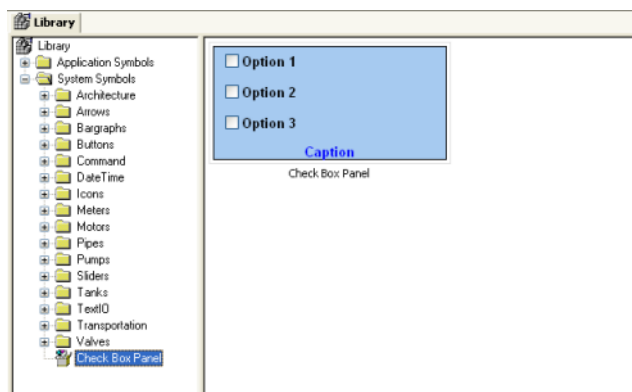 Library
Library
Application Symbols
System Symbols
Architecture
Arrows
Bargraphs
Buttons
Command
DateTime
Icons
Meters
Motors
Pipes
Pumps
Sliders
Tanks
TextIO
Transportation
Valves
Check Box Panel
Option 1
Option 2
Option 3
Caption
Check Box Panel